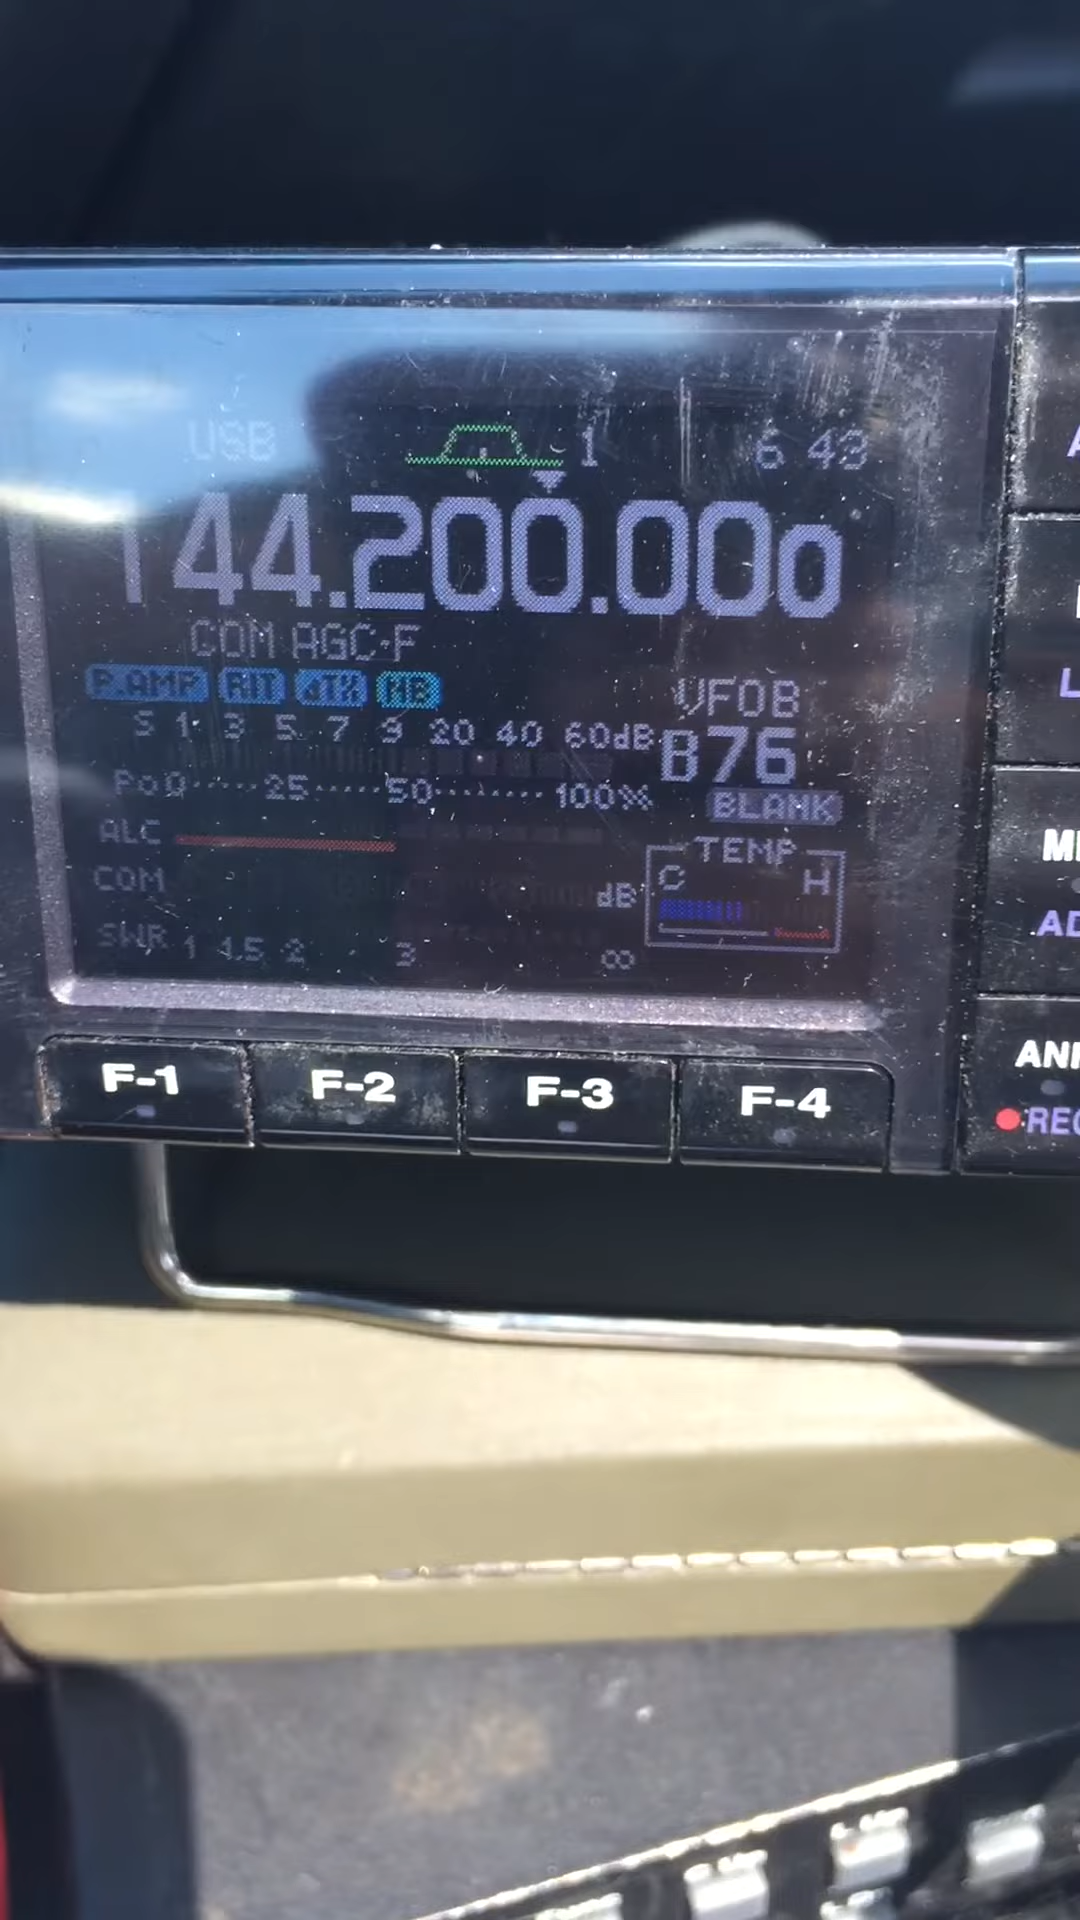 USB 1 6 43
144.200.000
COM AGC-F
P.AMP RIT ⊿TX NB VFOB
S 1 3 5 7 9 20 40 60dB B76
Po0 25 50 100% BLANK
ALC TEMP
COM dB C H
SWR 1 1.5 2 3 ∞
F-1 F-2 F-3 F-4
REC